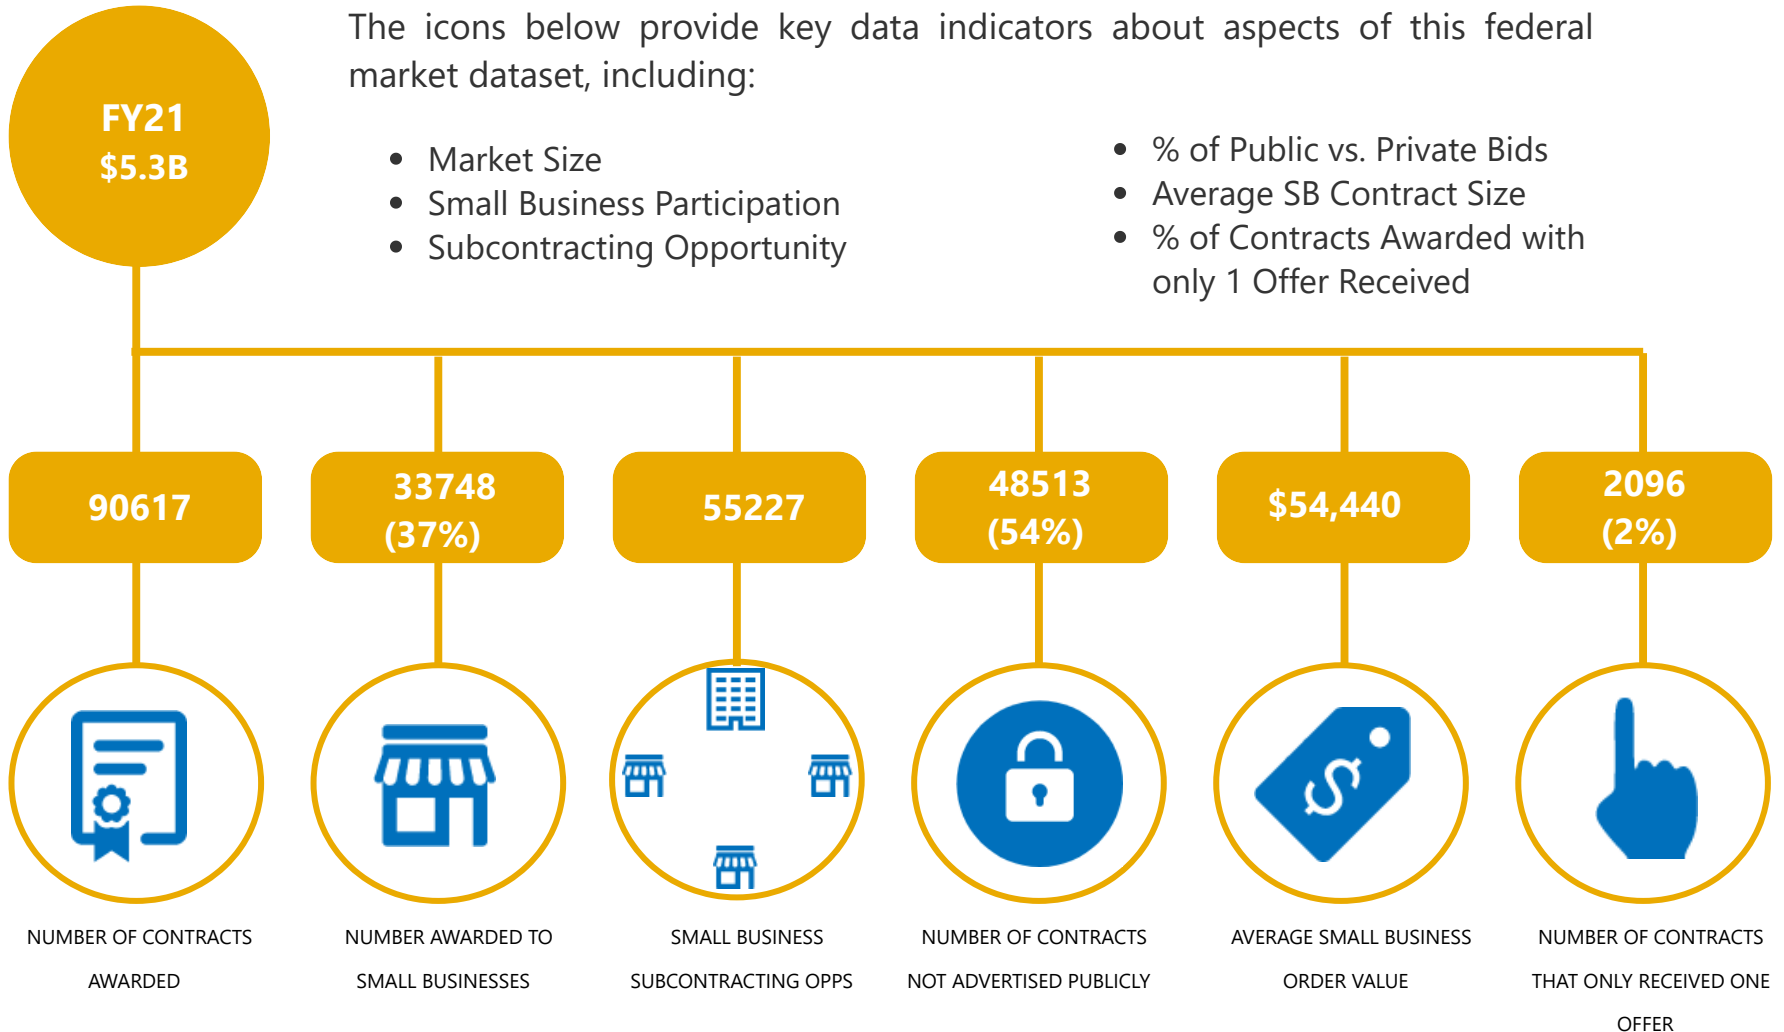 FY21
$5.3B
The icons below provide key data indicators about aspects of this federal
market dataset, including:
• Market Size
• Small Business Participation
• Subcontracting Opportunity
• % of Public vs. Private Bids
• Average SB Contract Size
• % of Contracts Awarded with
only 1 Offer Received
90617
33748
(37%)
55227
48513
(54%)
$54,440
2096
(2%)
NUMBER OF CONTRACTS
AWARDED
NUMBER AWARDED TO
SMALL BUSINESSES
SMALL BUSINESS
SUBCONTRACTING OPPS
NUMBER OF CONTRACTS
NOT ADVERTISED PUBLICLY
AVERAGE SMALL BUSINESS
ORDER VALUE
NUMBER OF CONTRACTS
THAT ONLY RECEIVED ONE
OFFER